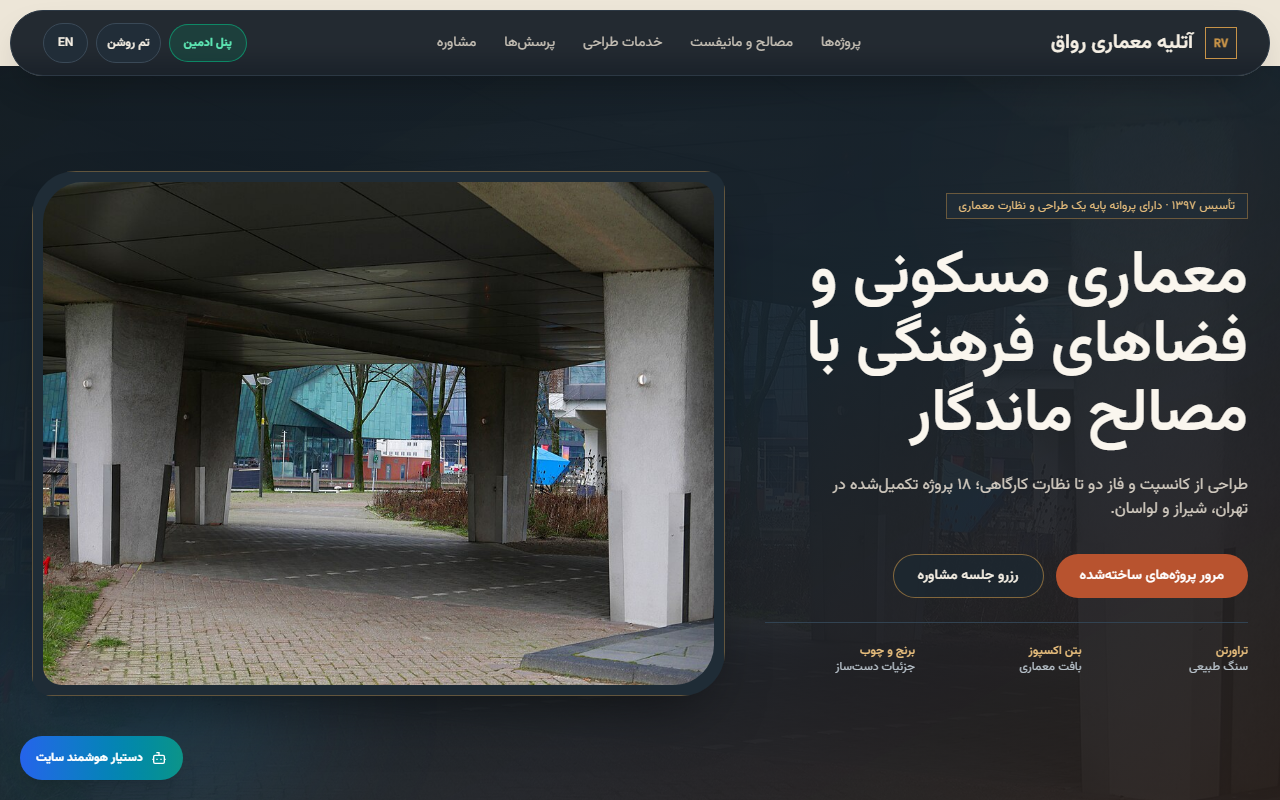 RV
آتلیه معماری رواق
پروژه‌ها
مصالح و مانیفست
خدمات طراحی
پرسش‌ها
مشاوره
پنل ادمین
تم روشن
EN
تأسیس ۱۳۹۷ · دارای پروانه پایه یک طراحی و نظارت معماری
معماری مسکونی و
فضاهای فرهنگی با
مصالح ماندگار
طراحی از کانسپت و فاز دو تا نظارت کارگاهی؛ ۱۸ پروژه تکمیل‌شده در
تهران، شیراز و لواسان.
مرور پروژه‌های ساخته‌شده
رزرو جلسه مشاوره
تراورتن
سنگ طبیعی
بتن اکسپوز
بافت معماری
برنج و چوب
جزئیات دست‌ساز
دستیار هوشمند سایت